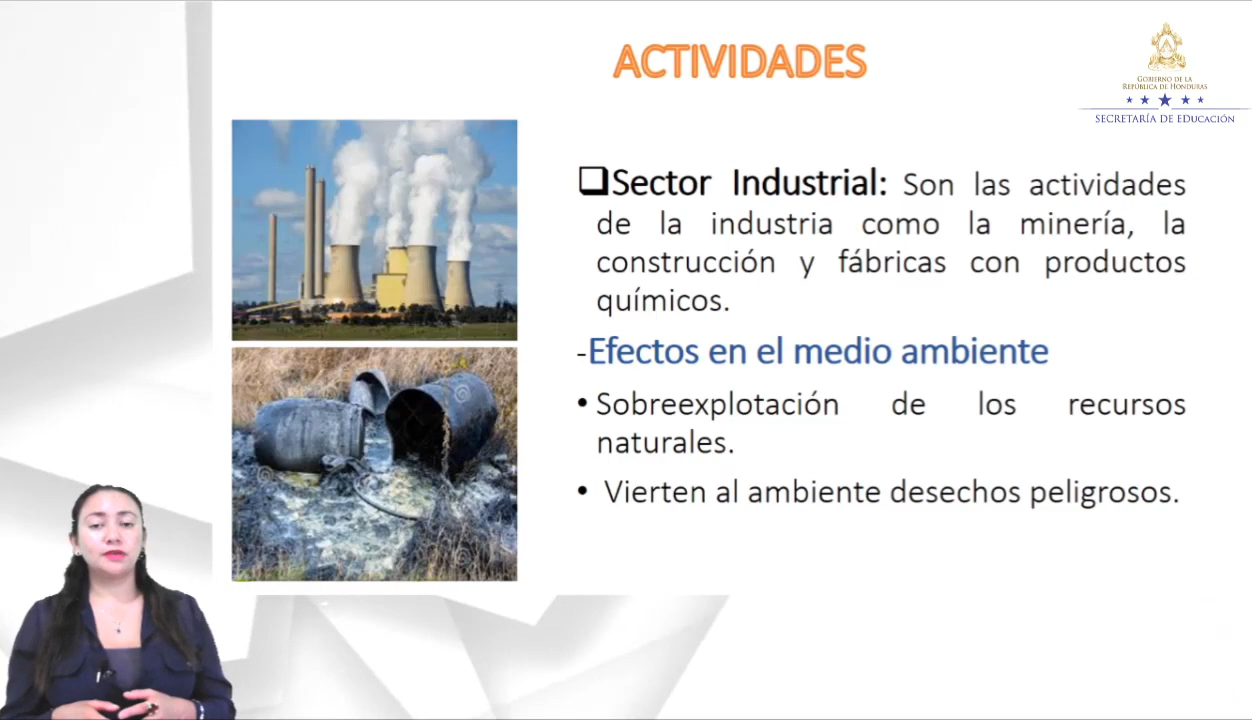 ACTIVIDADES
GOBIERNO DE LA
REPÚBLICA DE HONDURAS
SECRETARÍA DE EDUCACIÓN
Sector Industrial: Son las actividades
de la industria como la minería, la
construcción y fábricas con productos
químicos.
-Efectos en el medio ambiente
• Sobreexplotación de los recursos
naturales.
• Vierten al ambiente desechos peligrosos.